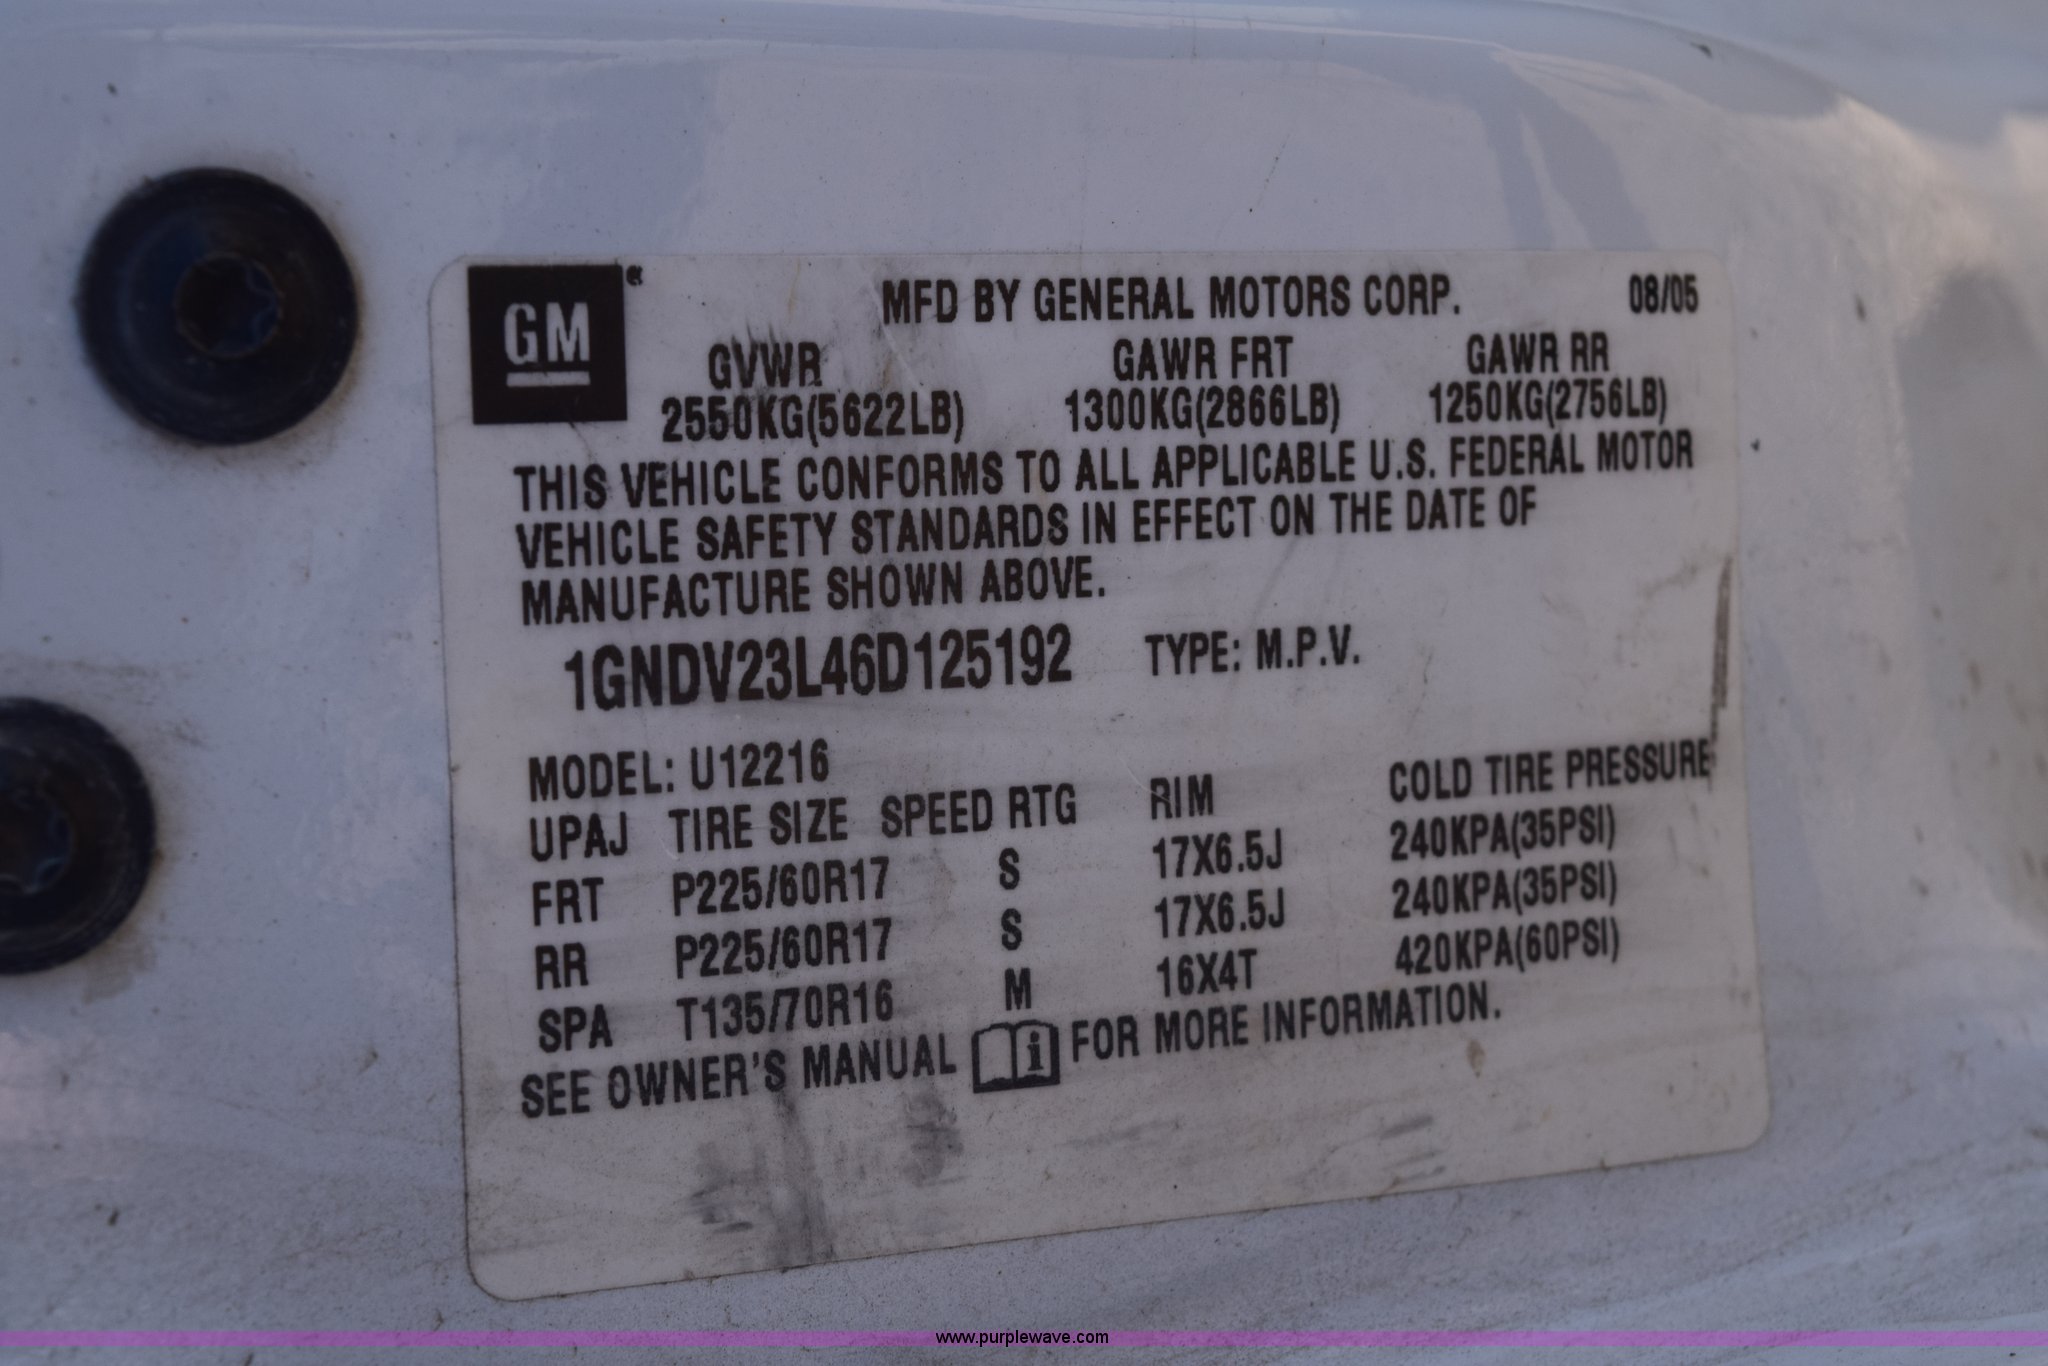 GM
MFD BY GENERAL MOTORS CORP. 08/05
GVWR GAWR FRT GAWR RR
2550KG(5622LB) 1300KG(2866LB) 1250KG(2756LB)
THIS VEHICLE CONFORMS TO ALL APPLICABLE U.S. FEDERAL MOTOR
VEHICLE SAFETY STANDARDS IN EFFECT ON THE DATE OF
MANUFACTURE SHOWN ABOVE.
1GNDV23L46D125192 TYPE: M.P.V.
MODEL: U12216
UPAJ TIRE SIZE SPEED RTG RIM COLD TIRE PRESSURE
FRT P225/60R17 S 17X6.5J 240KPA(35PSI)
RR P225/60R17 S 17X6.5J 240KPA(35PSI)
SPA T135/70R16 M 16X4T 420KPA(60PSI)
SEE OWNER'S MANUAL i FOR MORE INFORMATION.
www.purplewave.com